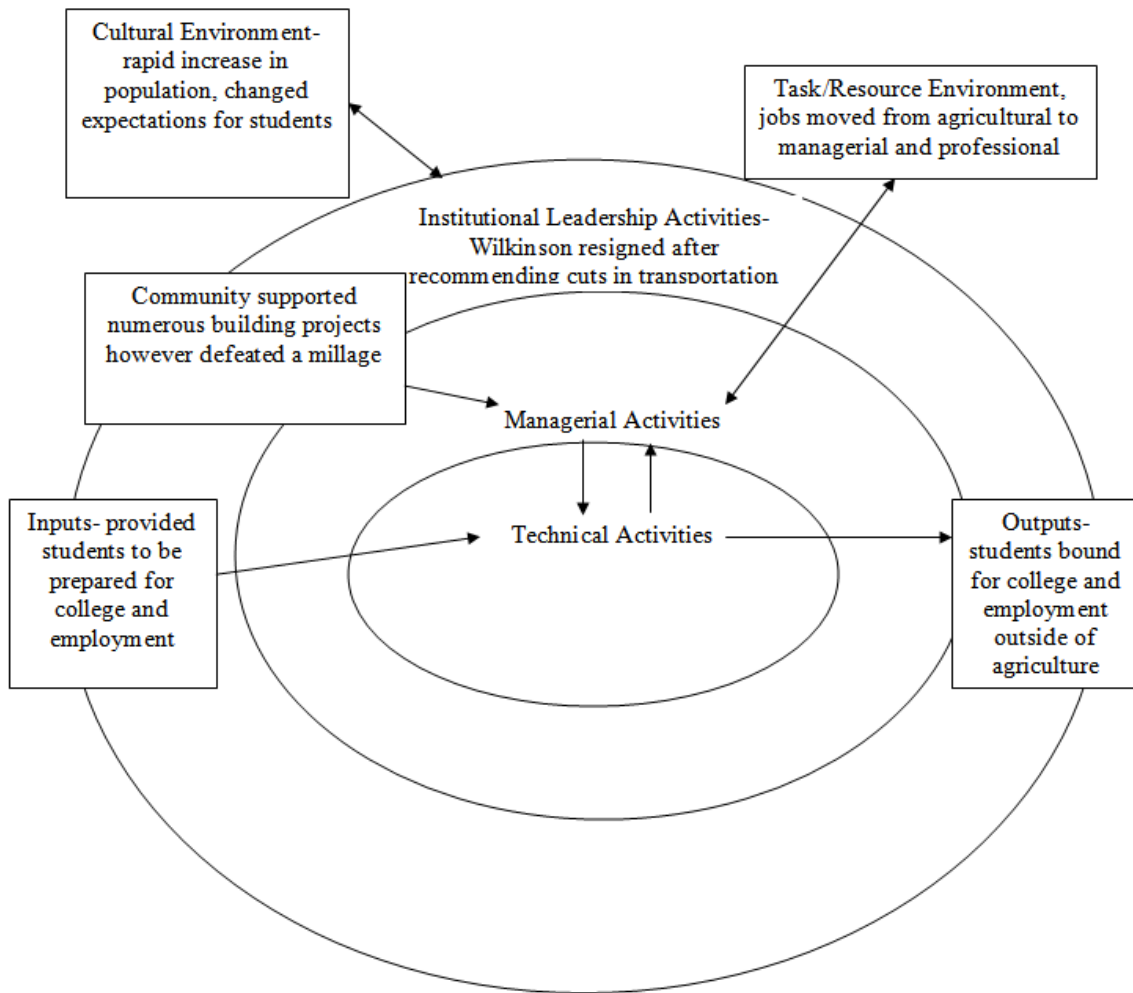 Cultural Environment-
rapid increase in
population, changed
expectations for students
Task/Resource Environment,
jobs moved from agricultural to
managerial and professional
Institutional Leadership Activities-
Wilkinson resigned after
recommending cuts in transportation
Community supported
numerous building projects
however defeated a millage
Managerial Activities
Inputs- provided
students to be
prepared for
college and
employment
Technical Activities
Outputs-
students bound
for college and
employment
outside of
agriculture